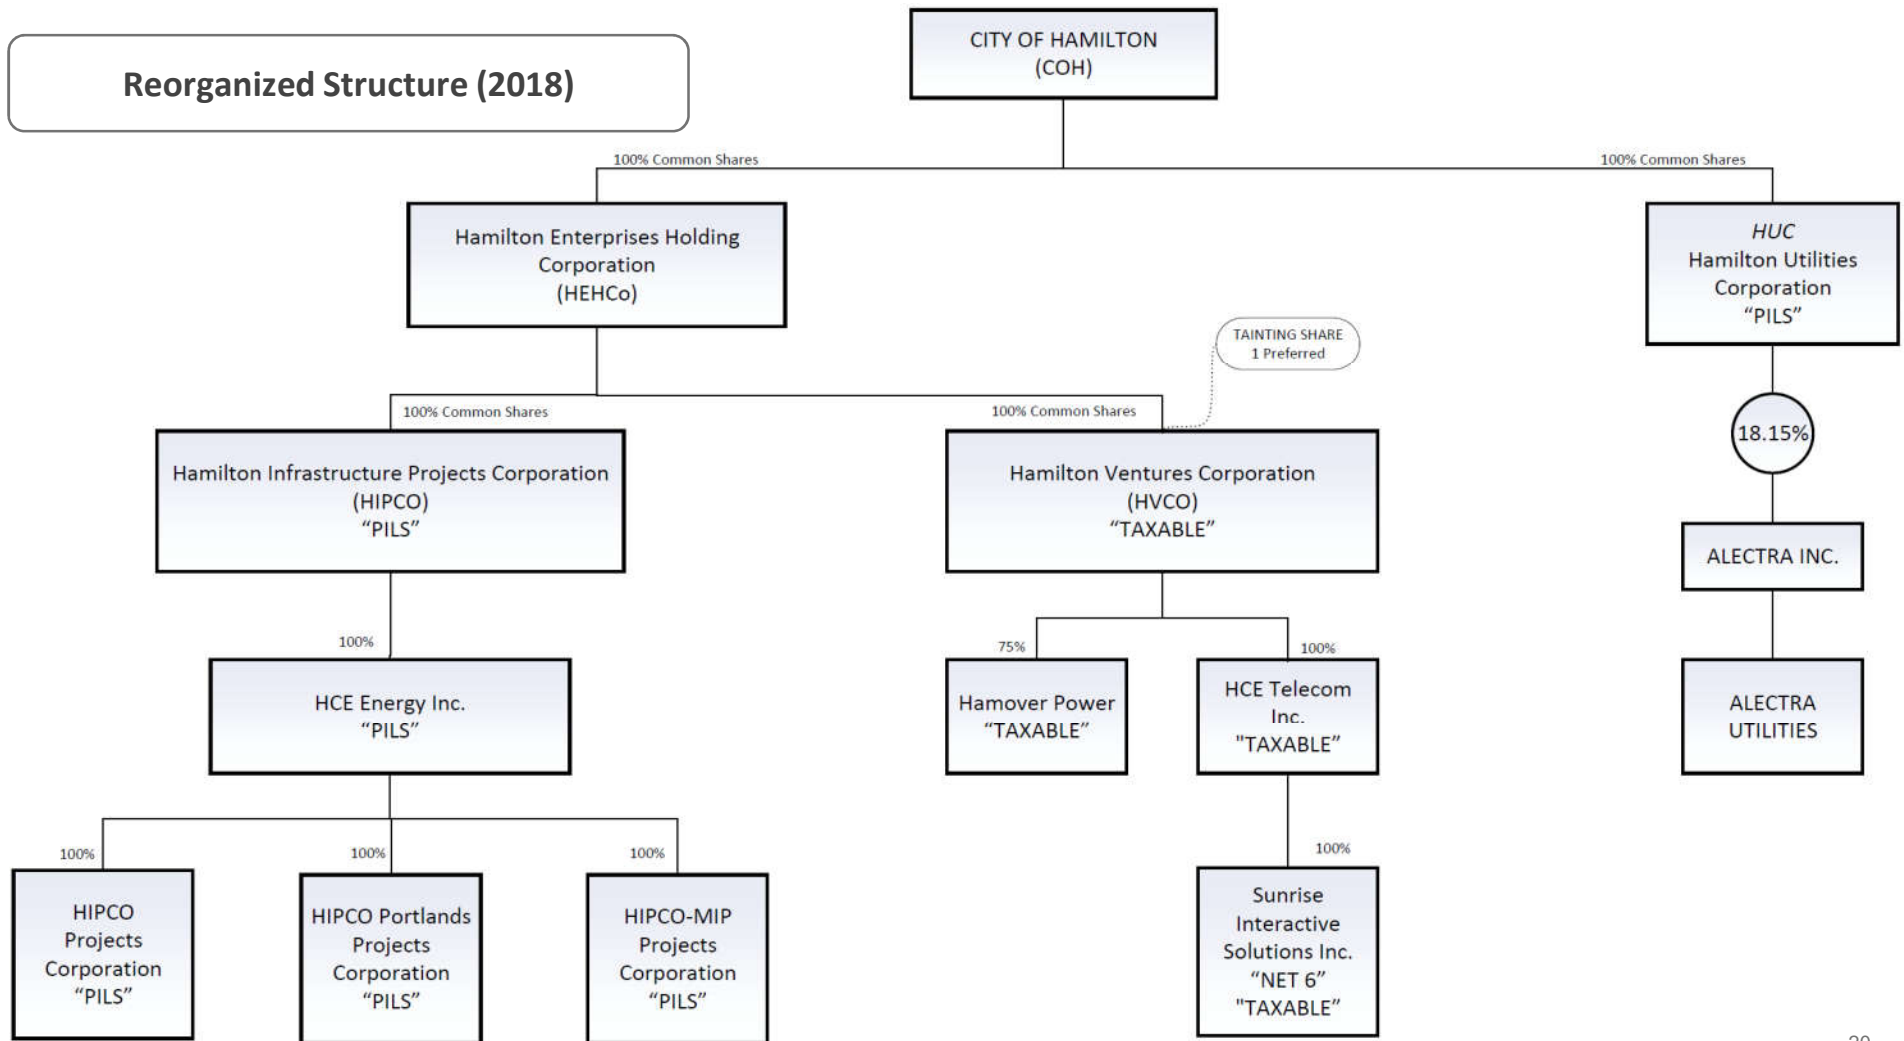 Reorganized Structure (2018)
CITY OF HAMILTON
(COH)
100% Common Shares
100% Common Shares
Hamilton Enterprises Holding
Corporation
(HEHCo)
HUC
Hamilton Utilities
Corporation
“PILS”
TAINTING SHARE
1 Preferred
100% Common Shares
100% Common Shares
18.15%
Hamilton Infrastructure Projects Corporation
(HIPCO)
“PILS”
Hamilton Ventures Corporation
(HVCO)
“TAXABLE”
ALECTRA INC.
100%
75%
100%
HCE Energy Inc.
“PILS”
Hamover Power
“TAXABLE”
HCE Telecom
Inc.
"TAXABLE”
ALECTRA
UTILITIES
100%
100%
100%
100%
HIPCO
Projects
Corporation
“PILS”
HIPCO Portlands
Projects
Corporation
“PILS”
HIPCO-MIP
Projects
Corporation
“PILS”
Sunrise
Interactive
Solutions Inc.
“NET 6”
"TAXABLE”